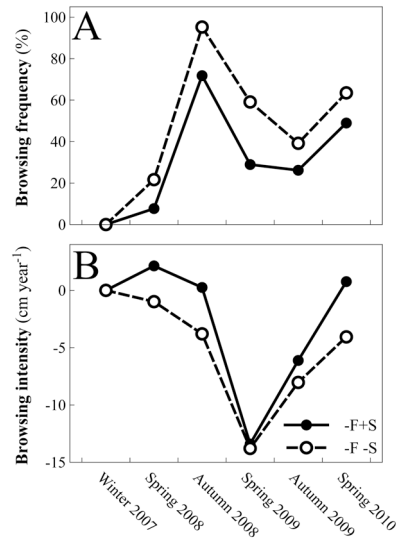 A
Browsing frequency (%)
100
80
60
40
20
0
B
Browsing intensity (cm year-1)
0
-5
-10
-15
-F+S
-F -S
Winter 2007
Spring 2008
Autumn 2008
Spring 2009
Autumn 2009
Spring 2010